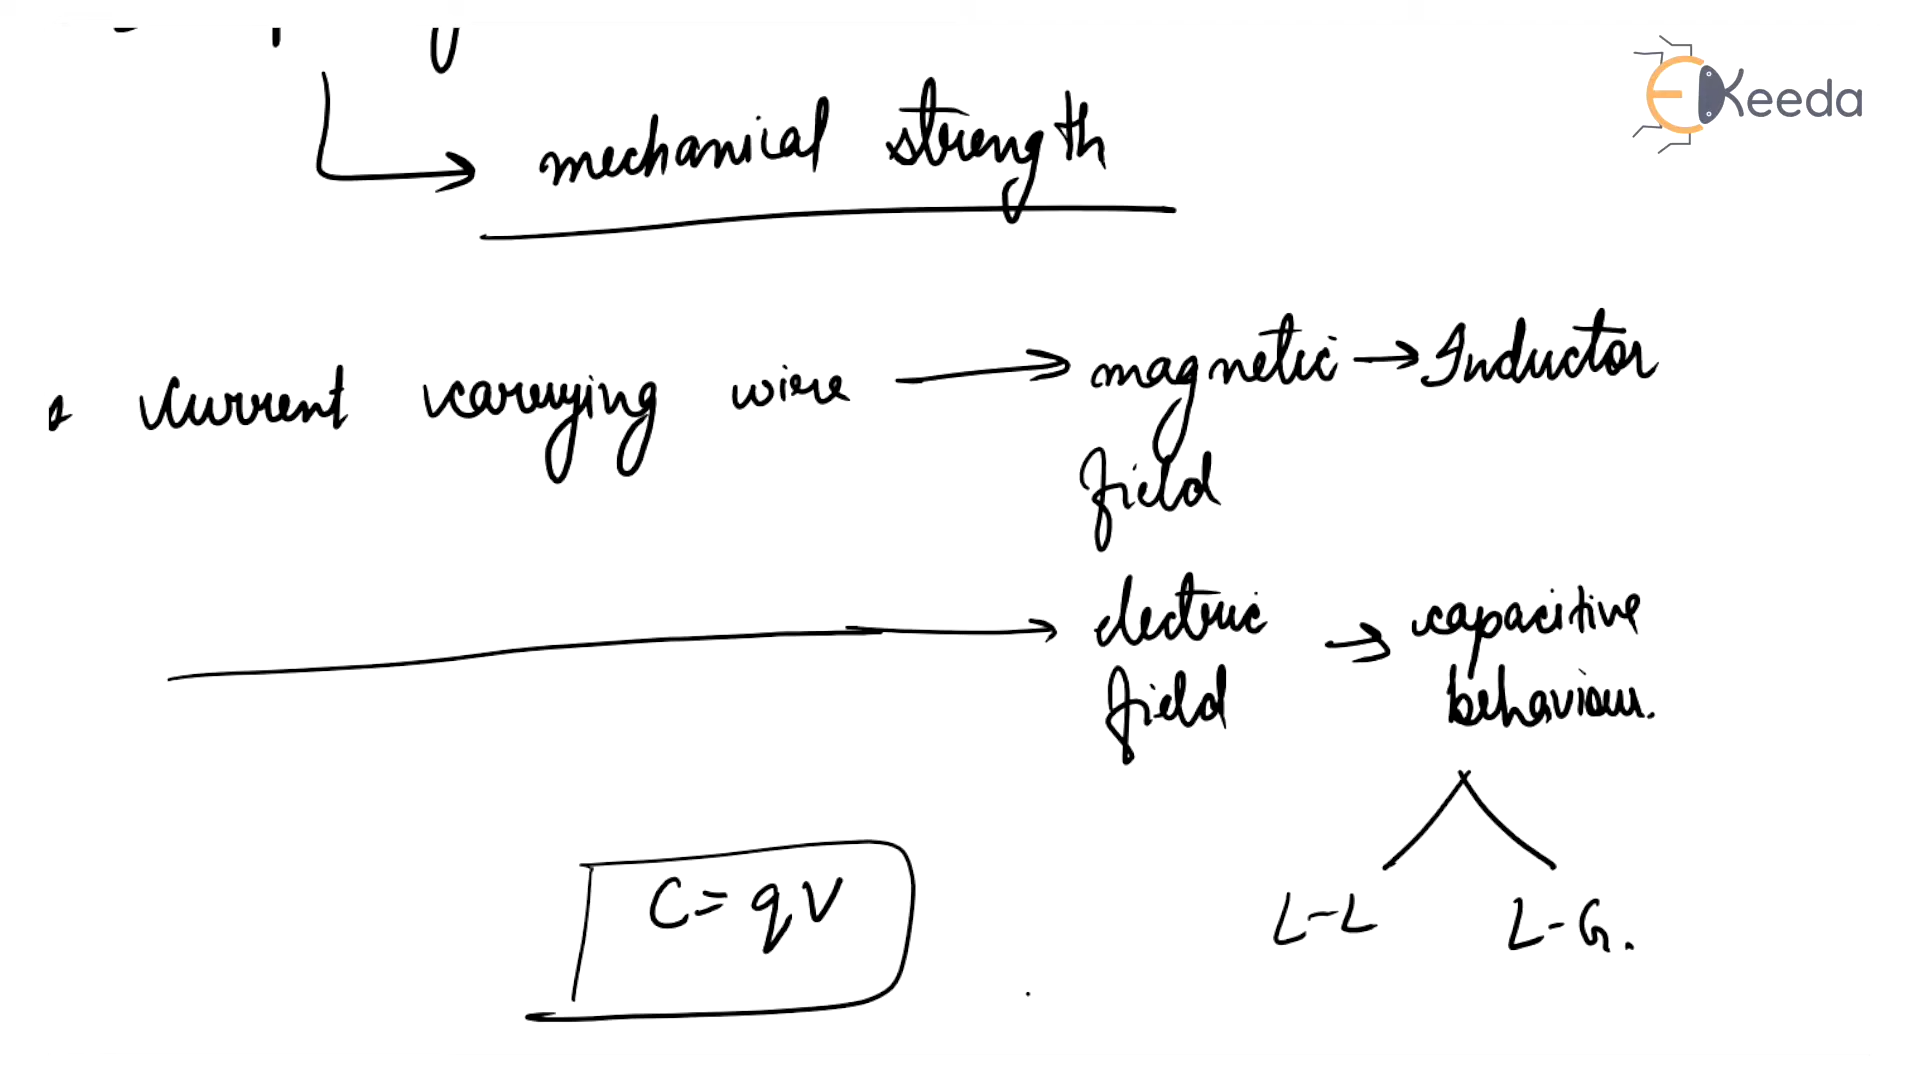 EKeeda
mechanical strength
Current carrying wire → magnetic → Inductor
field
→ electric → capacitive
field behaviour.
C = qV
L-L L-G.